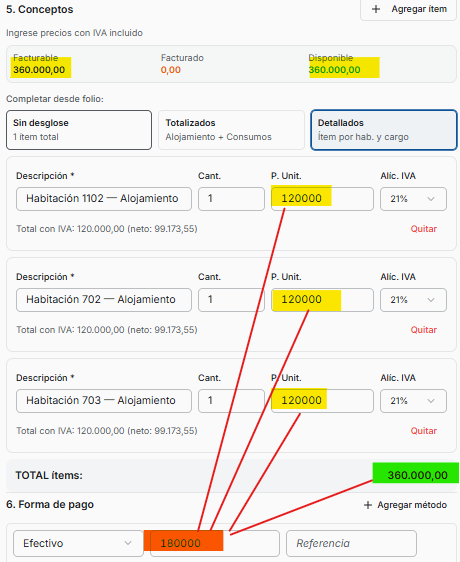 5. Conceptos
+ Agregar ítem
Ingrese precios con IVA incluido
Facturable Facturado Disponible
360.000,00 0,00 360.000,00
Completar desde folio:
Sin desglose Totalizados Detallados
1 ítem total Alojamiento + Consumos Ítem por hab. y cargo
Descripción * Cant. P. Unit. Alíc. IVA
Habitación 1102 — Alojamiento 1 120000 21%
Total con IVA: 120.000,00 (neto: 99.173,55) Quitar
Descripción * Cant. P. Unit. Alíc. IVA
Habitación 702 — Alojamiento 1 120000 21%
Total con IVA: 120.000,00 (neto: 99.173,55) Quitar
Descripción * Cant. P. Unit. Alíc. IVA
Habitación 703 — Alojamiento 1 120000 21%
Total con IVA: 120.000,00 (neto: 99.173,55) Quitar
TOTAL ítems: 360.000,00
6. Forma de pago + Agregar método
Efectivo 180000 Referencia